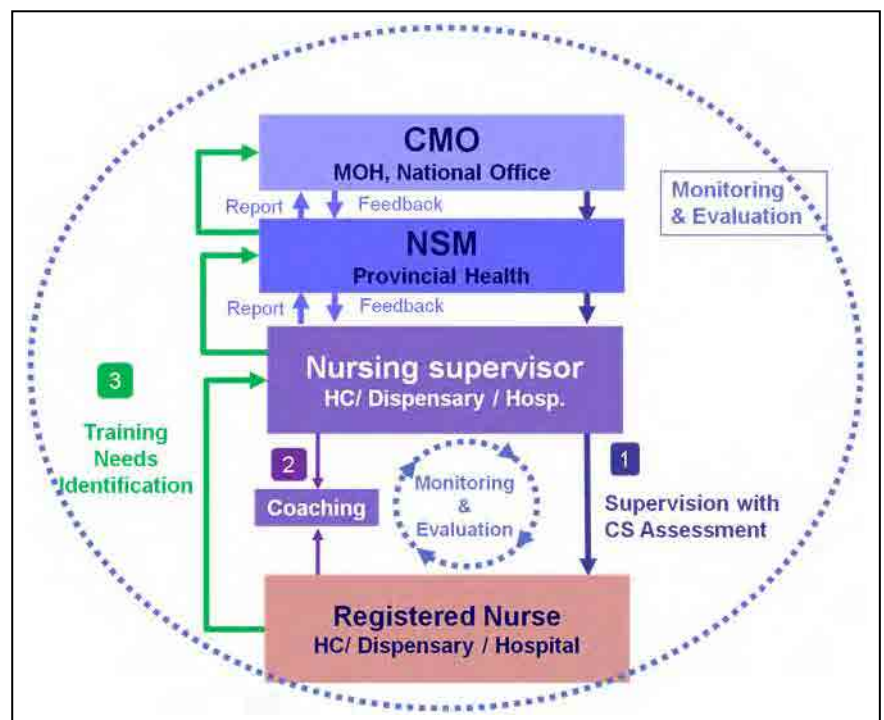 CMO
MOH, National Office
Report
Feedback
Monitoring
& Evaluation
NSM
Provincial Health
Report
Feedback
Nursing supervisor
HC/ Dispensary / Hosp.
3
Training
Needs
Identification
2
Coaching
Monitoring
&
Evaluation
1
Supervision with
CS Assessment
Registered Nurse
HC/ Dispensary / Hospital